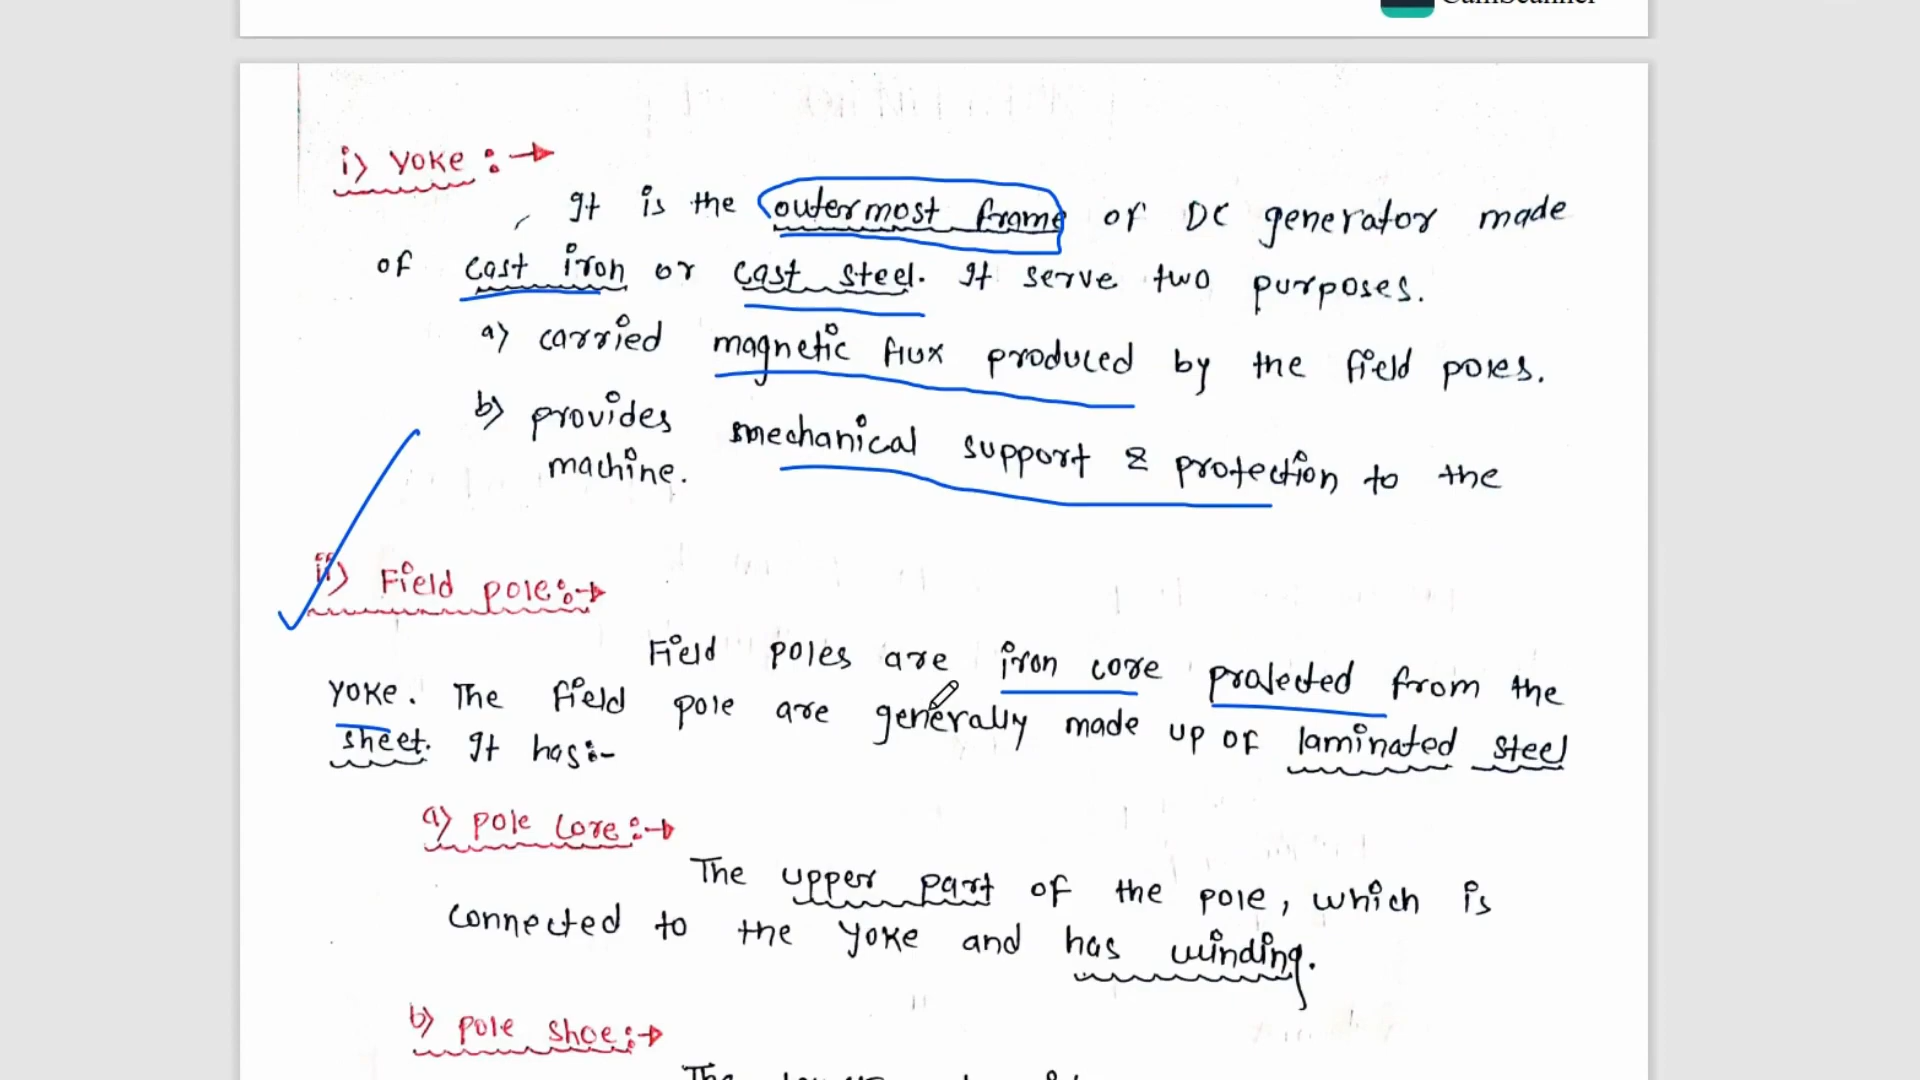 CamScanner
i) Yoke :→
It is the outermost frame of DC generator made
of cast iron or cast steel. It serve two purposes.
a) carried magnetic flux produced by the field poles.
b) provides mechanical support & protection to the
machine.
ii) Field pole:→
Field poles are iron core projected from the
yoke. The field pole are generally made up of laminated steel
sheet. It has:-
a) pole core:→
The upper part of the pole, which is
connected to the yoke and has winding.
b) pole shoe:→
The